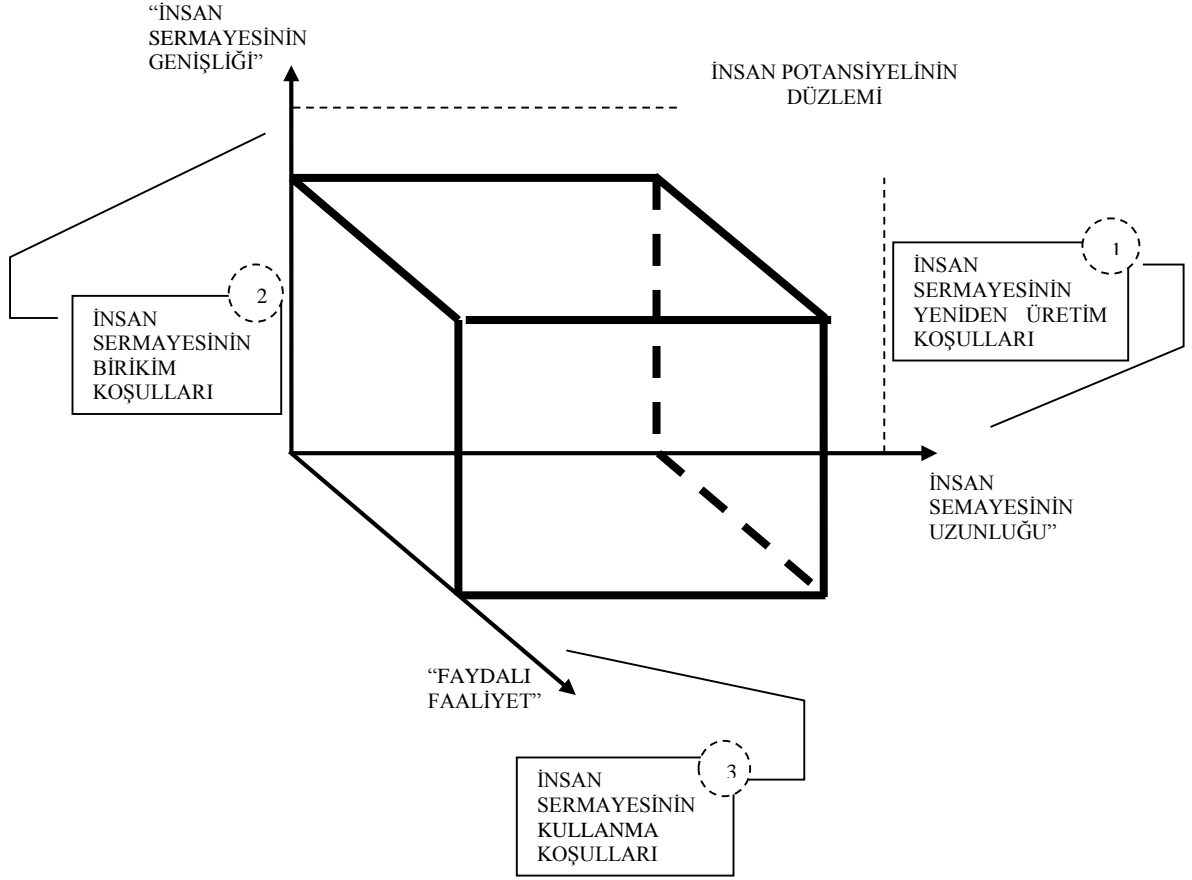 “İNSAN
SERMAYESİNİN
GENİŞLİĞİ”
İNSAN POTANSİYELİNİN
DÜZLEMİ
1
İNSAN
SERMAYESİNİN
YENİDEN ÜRETİM
KOŞULLARI
2
İNSAN
SERMAYESİNİN
BİRİKİM
KOŞULLARI
İNSAN
SEMAYESİNİN
UZUNLUĞU”
“FAYDALI
FAALİYET”
3
İNSAN
SERMAYESİNİN
KULLANMA
KOŞULLARI